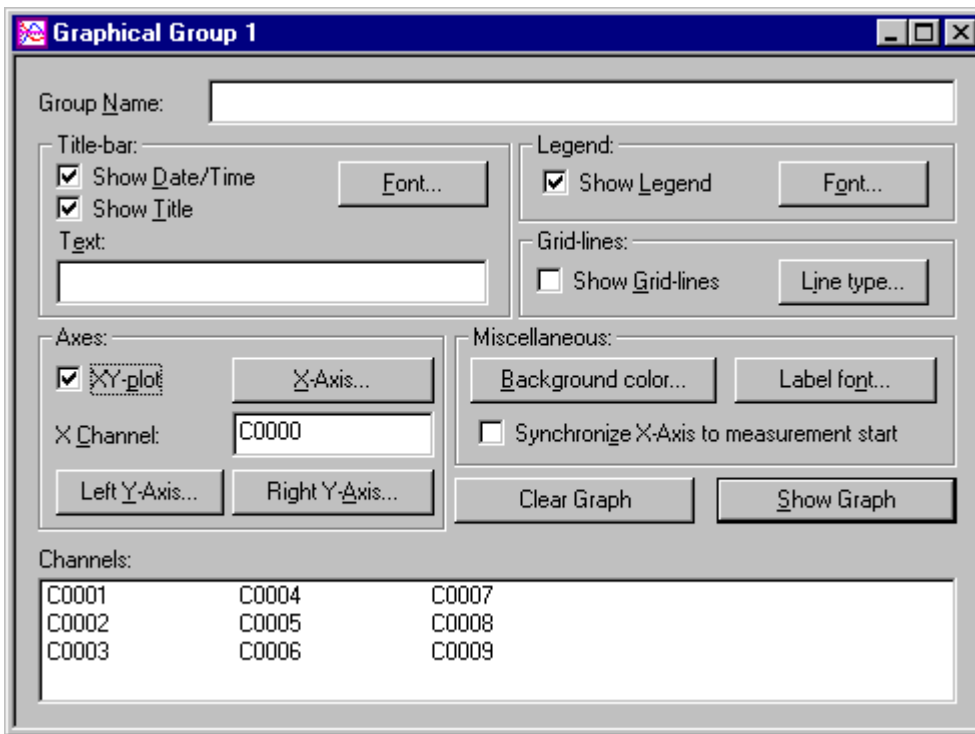 Graphical Group 1
Group Name:
Title-bar:
Show Date/Time
Font...
Show Title
Text:
Legend:
Show Legend
Font...
Grid-lines:
Show Grid-lines
Line type...
Axes:
XY-plot
X-Axis...
X Channel:
C0000
Left Y-Axis...
Right Y-Axis...
Miscellaneous:
Background color...
Label font...
Synchronize X-Axis to measurement start
Clear Graph
Show Graph
Channels:
C0001 C0004 C0007
C0002 C0005 C0008
C0003 C0006 C0009